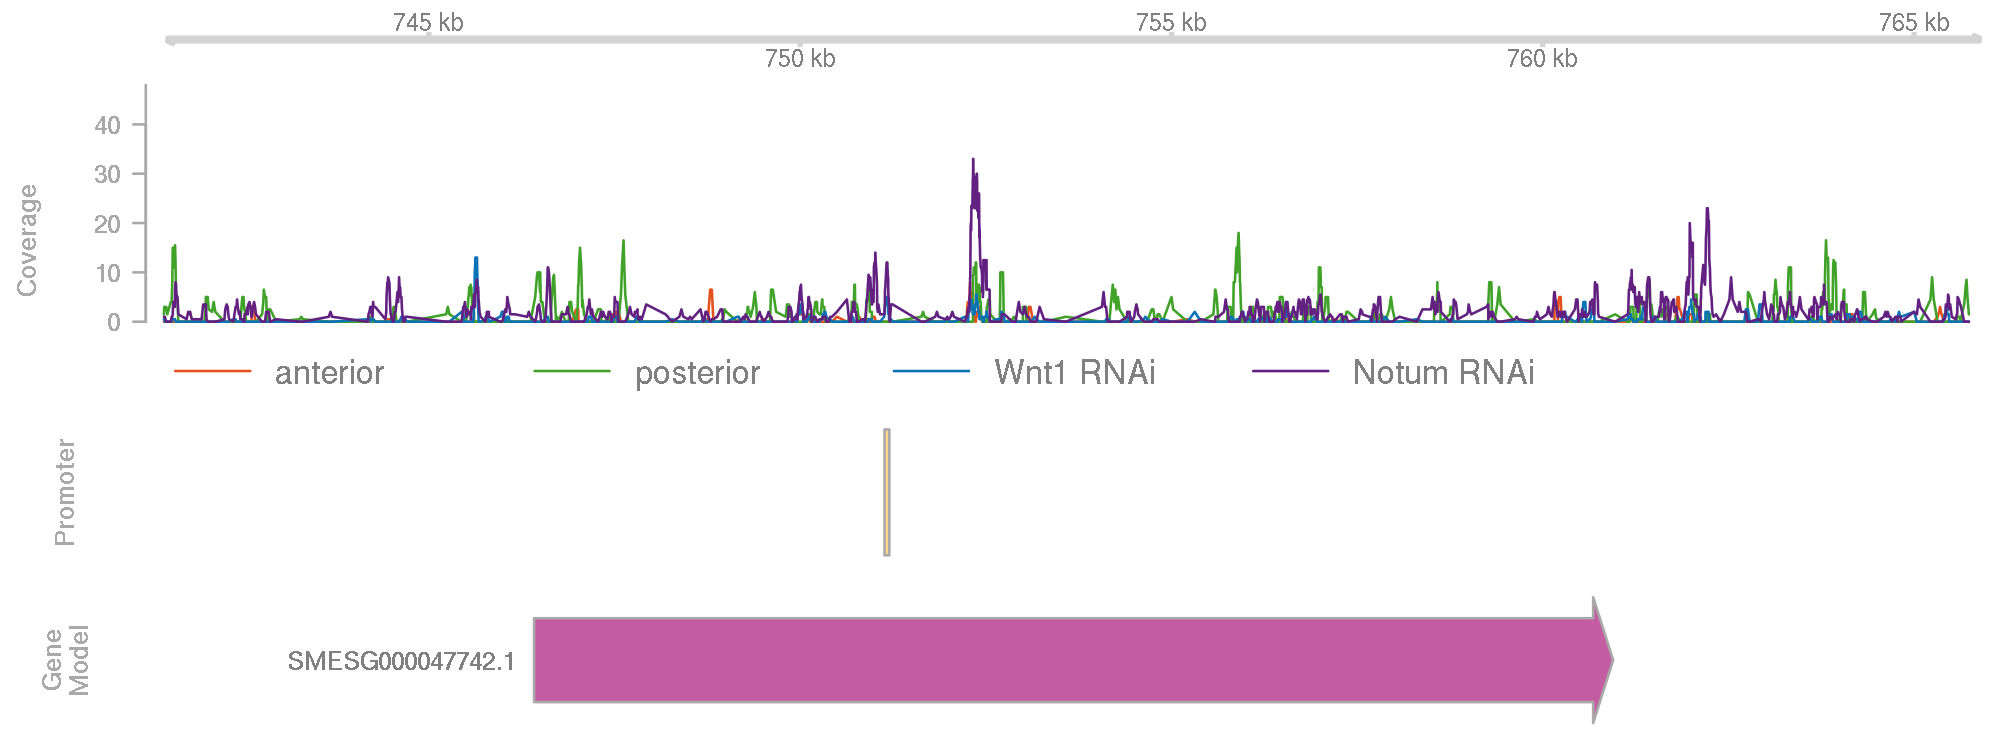 745 kb
755 kb
765 kb
750 kb
760 kb
Coverage
40
30
20
10
0
anterior
posterior
Wnt1 RNAi
Notum RNAi
Promoter
Gene
Model
SMESG000047742.1